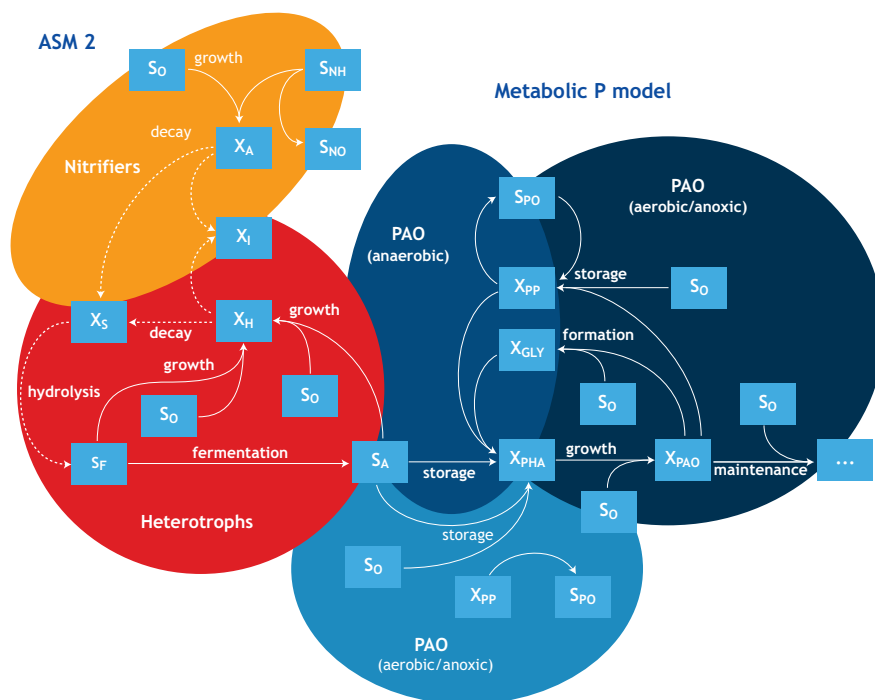 ASM 2
S_O
growth
S_NH
Metabolic P model
decay
X_A
S_NO
Nitrifiers
S_PO
PAO
(aerobic/anoxic)
X_I
PAO
(anaerobic)
X_PP
storage
S_O
X_S
X_H
growth
decay
X_GLY
formation
growth
hydrolysis
S_O
S_O
S_O
S_O
S_F
fermentation
S_A
storage
X_PHA
growth
X_PAO
maintenance
...
Heterotrophs
S_O
storage
S_O
X_PP
S_PO
PAO
(aerobic/anoxic)